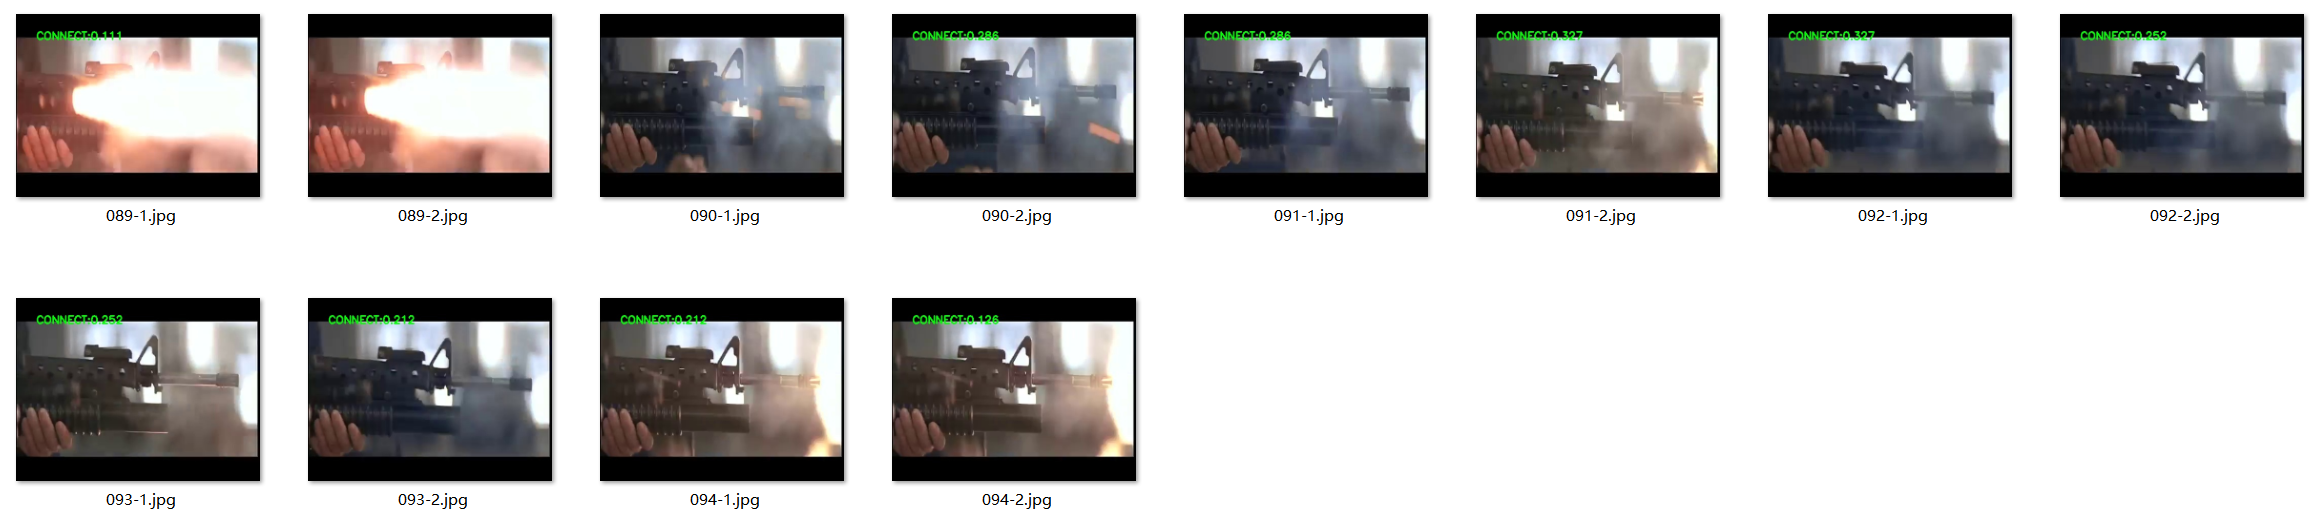 CONNECT:0.111
CONNECT:0.286
CONNECT:0.286
CONNECT:0.327
CONNECT:0.327
CONNECT:0.252
089-1.jpg
089-2.jpg
090-1.jpg
090-2.jpg
091-1.jpg
091-2.jpg
092-1.jpg
092-2.jpg
CONNECT:0.252
CONNECT:0.212
CONNECT:0.212
CONNECT:0.126
093-1.jpg
093-2.jpg
094-1.jpg
094-2.jpg